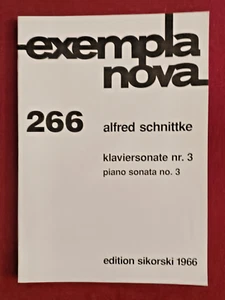 exempla
nova
266 alfred schnittke
klaviersonate nr. 3
piano sonata no. 3
edition sikorski 1966